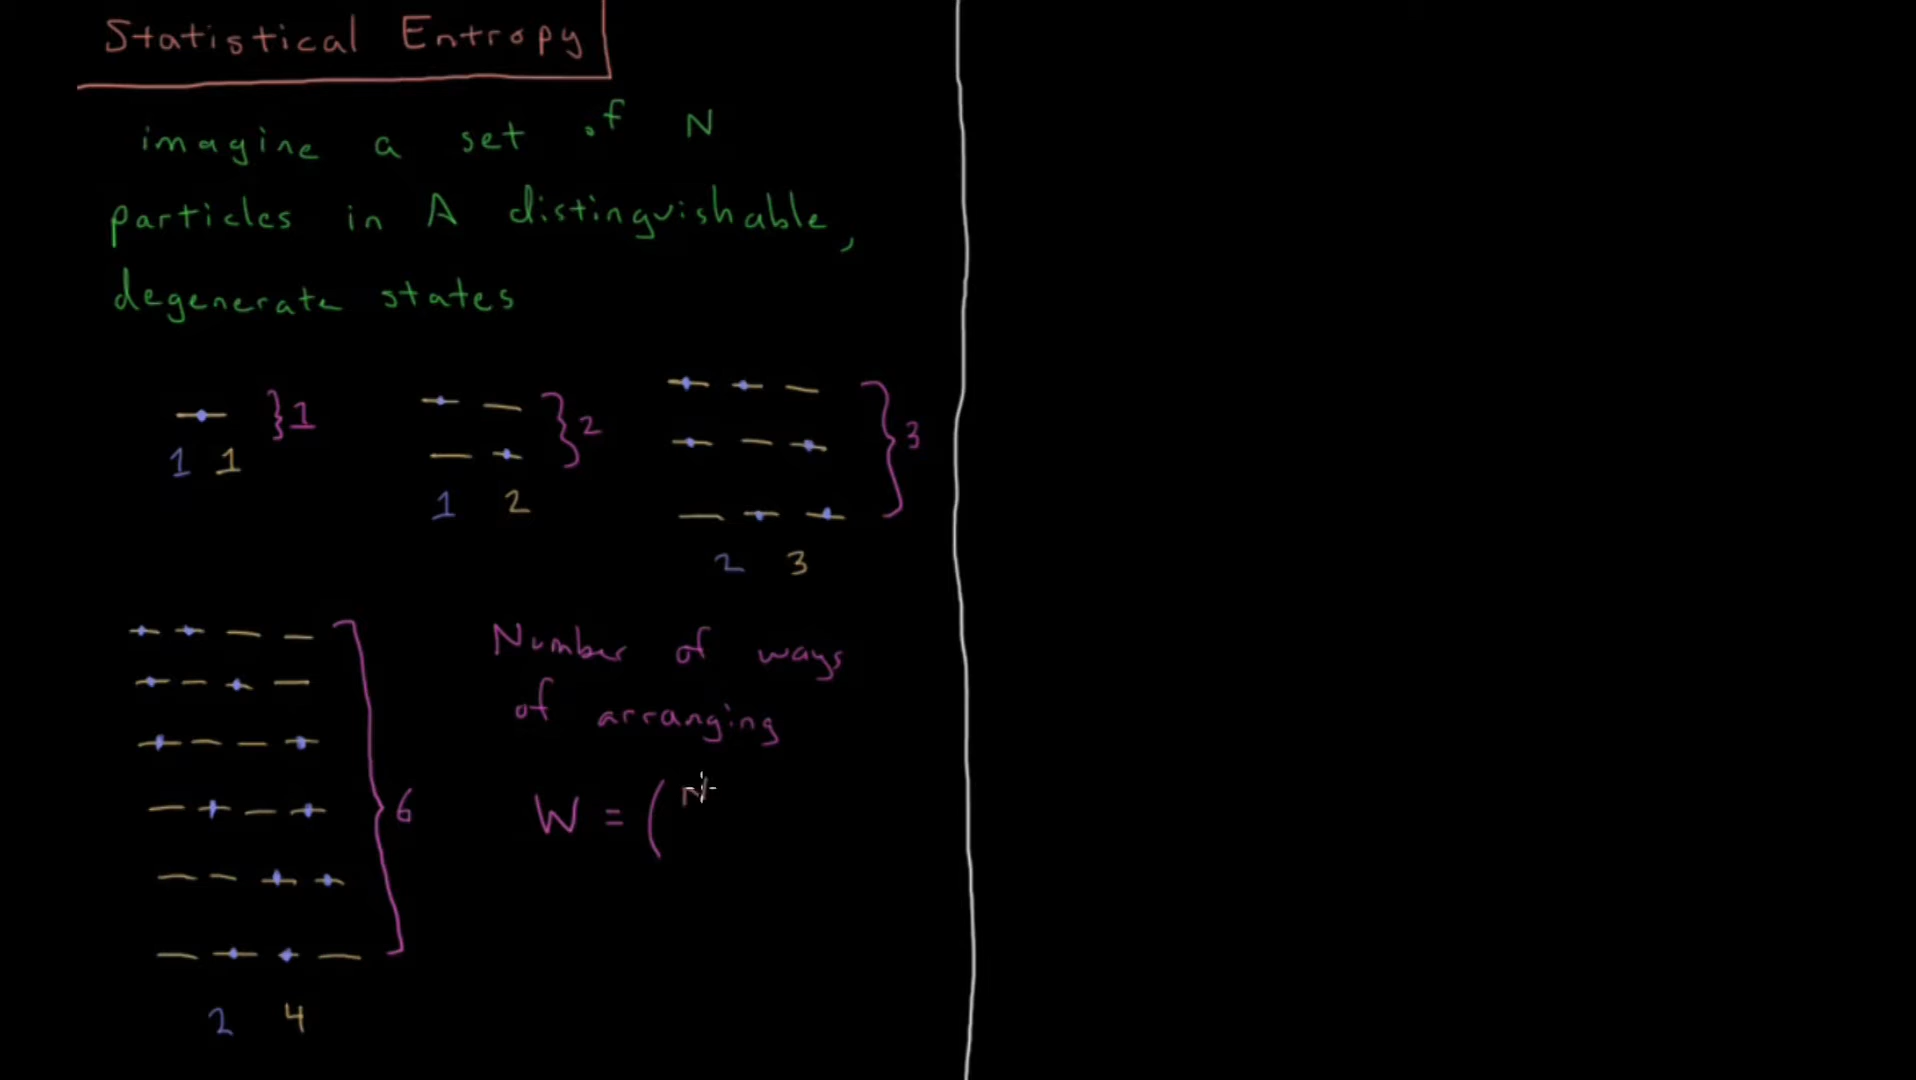 Statistical Entropy
imagine a set of N
particles in A distinguishable,
degenerate states
} 1
1 1
} 2
1 2
} 3
2 3
} 6
2 4
Number of ways
of arranging
W = (